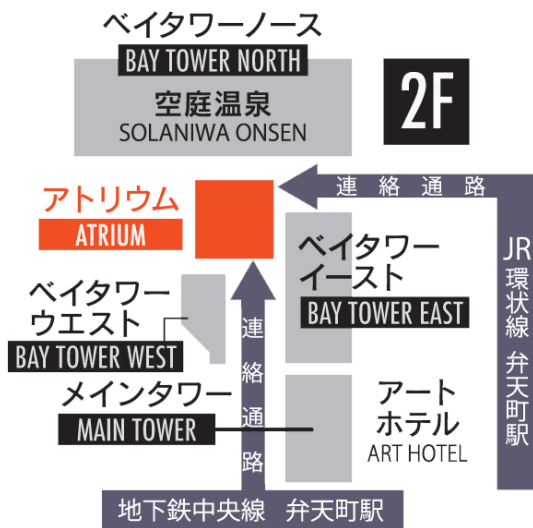 ベイタワーノース
BAY TOWER NORTH
空庭温泉
SOLANIWA ONSEN
2F
連絡通路
アトリウム
ATRIUM
ベイタワー
イースト
BAY TOWER EAST
JR環状線 弁天町駅
ベイタワー
ウエスト
BAY TOWER WEST
連絡通路
メインタワー
MAIN TOWER
アート
ホテル
ART HOTEL
地下鉄中央線 弁天町駅